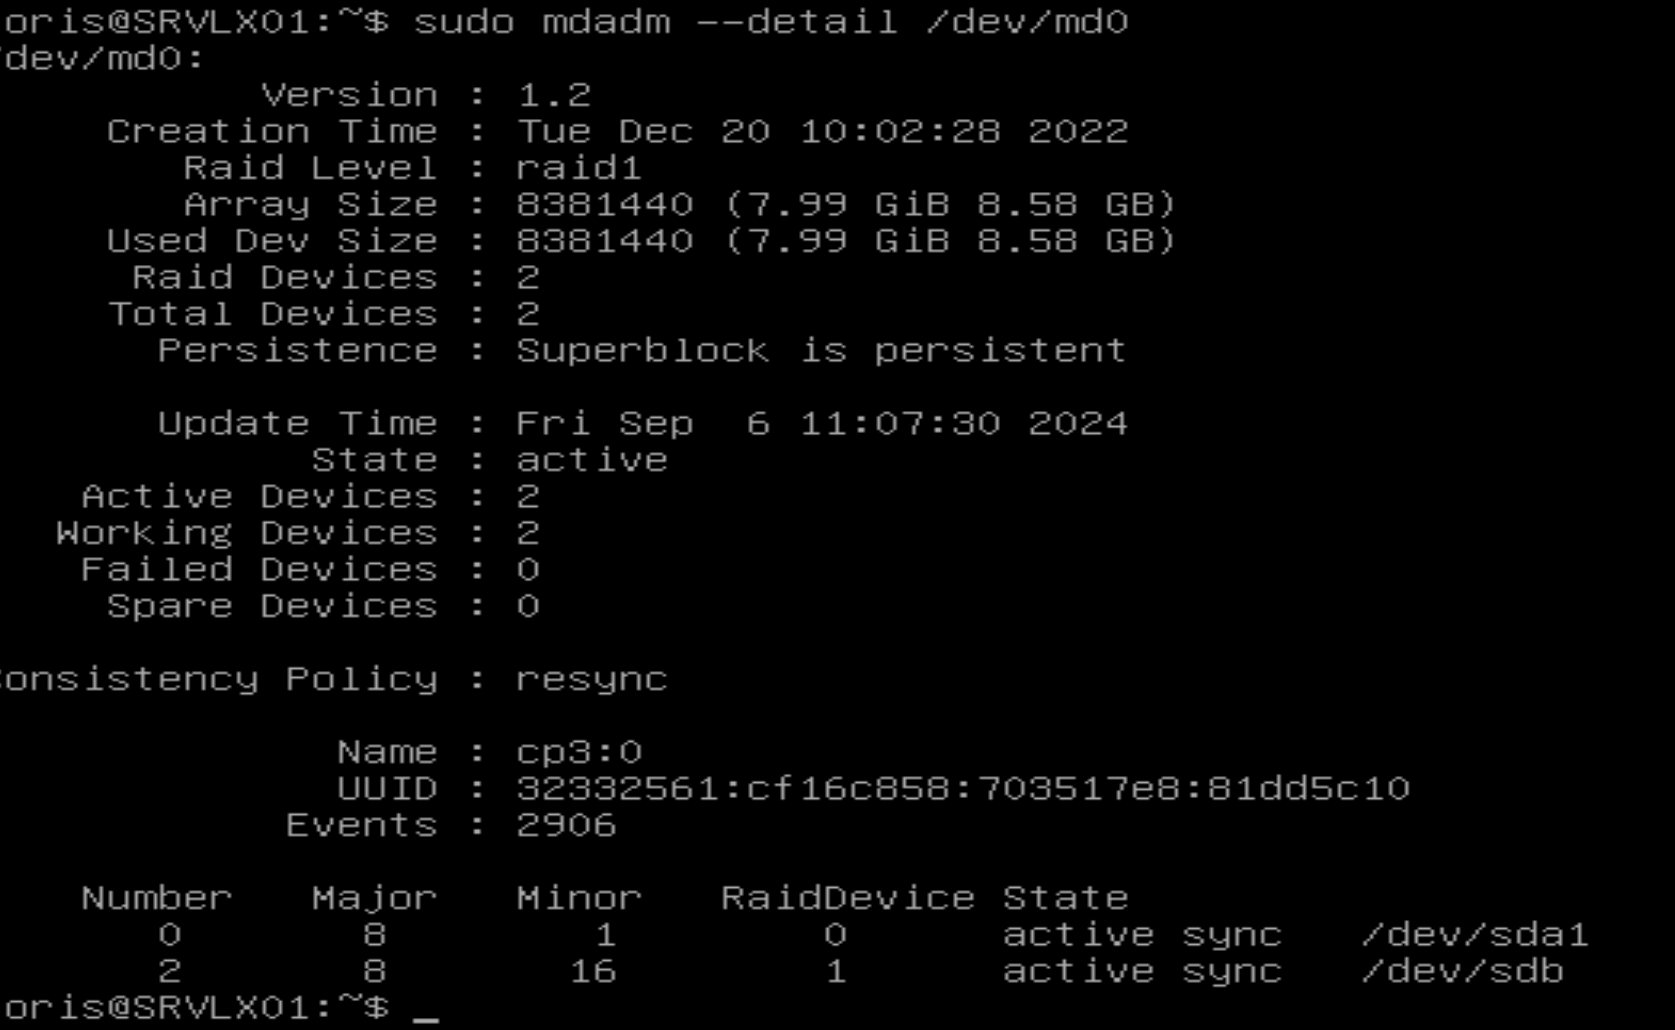 oris@SRVLX01:~$ sudo mdadm --detail /dev/md0
/dev/md0:
Version : 1.2
Creation Time : Tue Dec 20 10:02:28 2022
Raid Level : raid1
Array Size : 8381440 (7.99 GiB 8.58 GB)
Used Dev Size : 8381440 (7.99 GiB 8.58 GB)
Raid Devices : 2
Total Devices : 2
Persistence : Superblock is persistent
Update Time : Fri Sep  6 11:07:30 2024
State : active
Active Devices : 2
Working Devices : 2
Failed Devices : 0
Spare Devices : 0
Consistency Policy : resync
Name : cp3:0
UUID : 32332561:cf16c858:703517e8:81dd5c10
Events : 2906
Number Major Minor RaidDevice State
0 8 1 0 active sync /dev/sda1
2 8 16 1 active sync /dev/sdb
oris@SRVLX01:~$ _